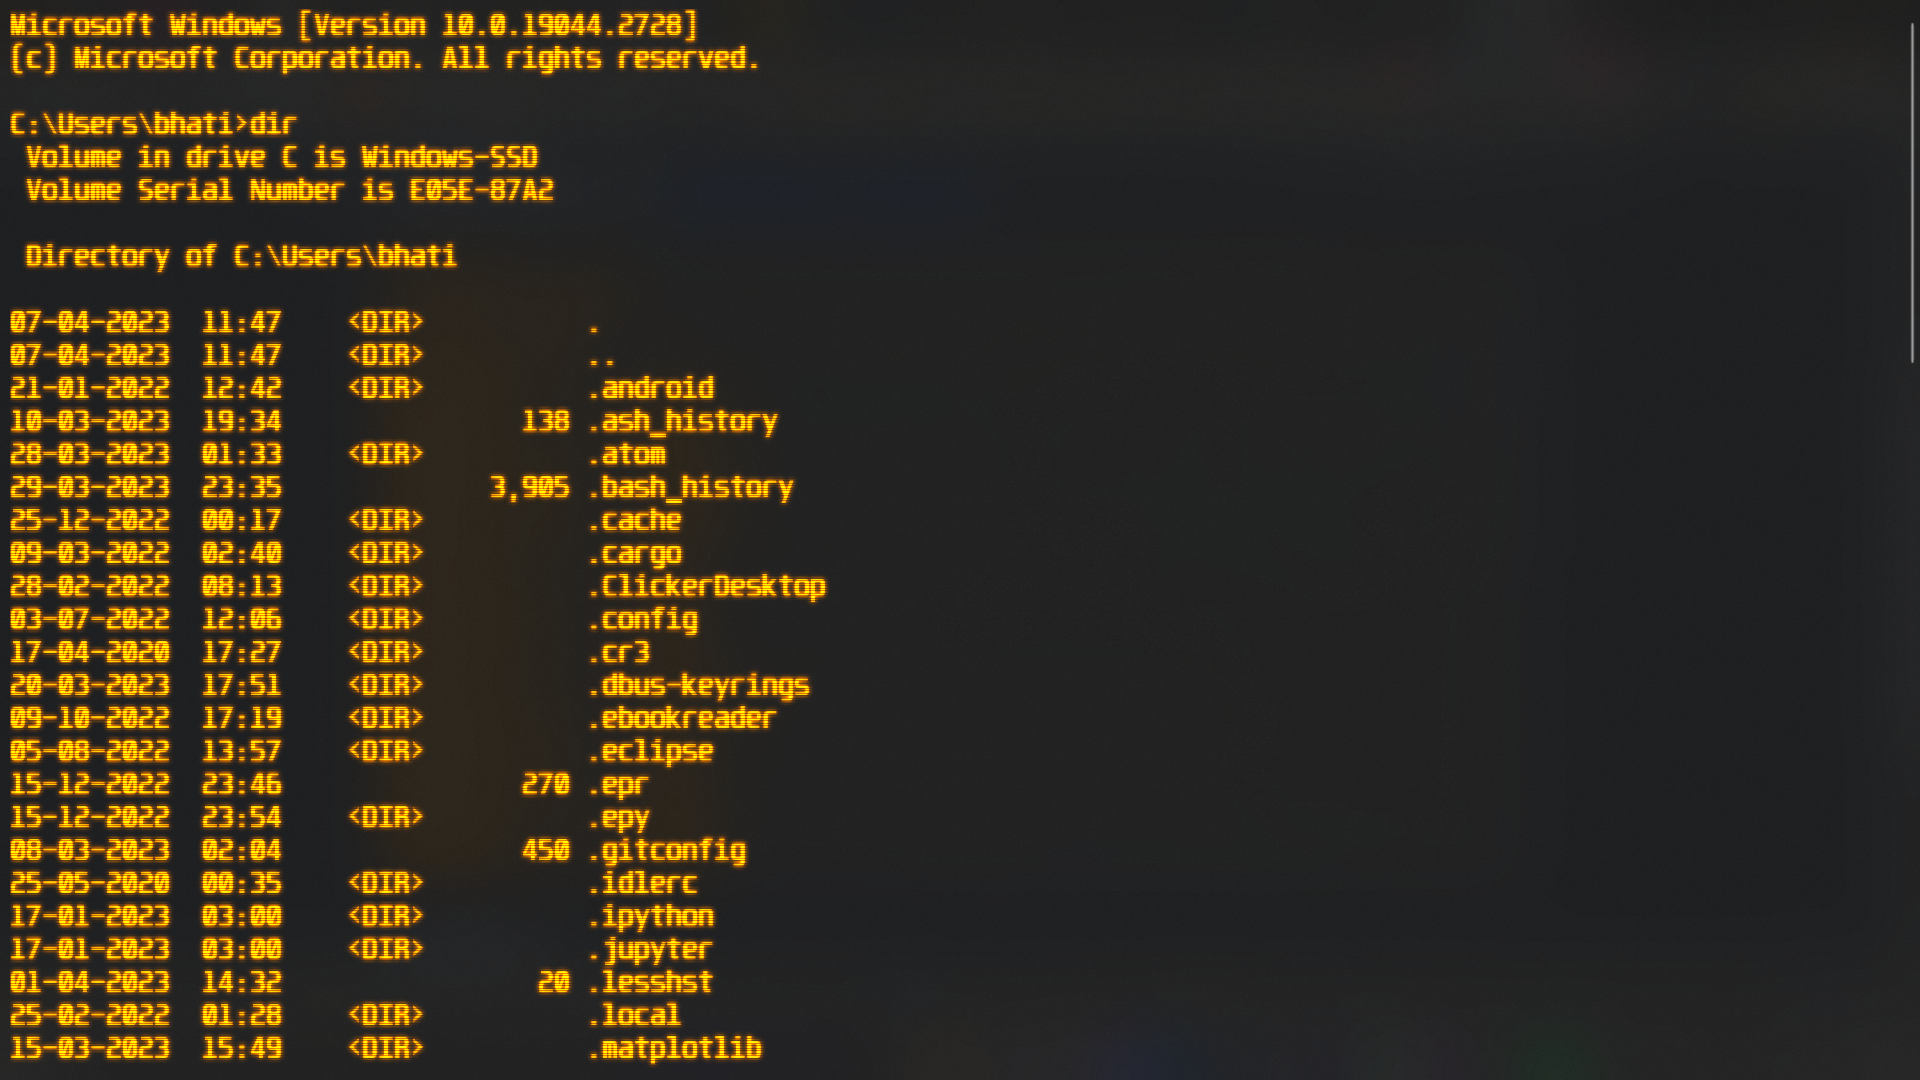 Microsoft Windows [Version 10.0.19044.2728]
(c) Microsoft Corporation. All rights reserved.
C:\Users\bhati>dir
Volume in drive C is Windows-SSD
Volume Serial Number is E05E-87A2
Directory of C:\Users\bhati
07-04-2023  11:47    <DIR>          .
07-04-2023  11:47    <DIR>          ..
21-01-2022  12:42    <DIR>          .android
10-03-2023  19:34               138 .ash_history
28-03-2023  01:33    <DIR>          .atom
29-03-2023  23:35             3,905 .bash_history
25-12-2022  00:17    <DIR>          .cache
09-03-2022  02:40    <DIR>          .cargo
28-02-2022  08:13    <DIR>          .ClickerDesktop
03-07-2022  12:06    <DIR>          .config
17-04-2020  17:27    <DIR>          .cr3
20-03-2023  17:51    <DIR>          .dbus-keyrings
09-10-2022  17:19    <DIR>          .ebookreader
05-08-2022  13:57    <DIR>          .eclipse
15-12-2022  23:46               270 .epr
15-12-2022  23:54    <DIR>          .epy
08-03-2023  02:04               450 .gitconfig
25-05-2020  00:35    <DIR>          .idlerc
17-01-2023  03:00    <DIR>          .ipython
17-01-2023  03:00    <DIR>          .jupyter
01-04-2023  14:32                20 .lesshst
25-02-2022  01:28    <DIR>          .local
15-03-2023  15:49    <DIR>          .matplotlib